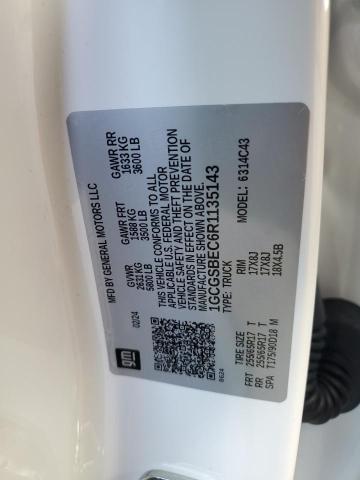 MFD BY GENERAL MOTORS LLC
02/24
GVWR
2631 KG
5800 LB
GAWR FRT
1588 KG
3500 LB
GAWR RR
1633 KG
3600 LB
THIS VEHICLE CONFORMS TO ALL
APPLICABLE U.S. FEDERAL MOTOR
VEHICLE SAFETY AND THEFT PREVENTION
STANDARDS IN EFFECT ON THE DATE OF
MANUFACTURE SHOWN ABOVE.
1GCGSBEC6R1135143
TYPE: TRUCK
MODEL: 6314C43
gm
8624
TIRE SIZE RIM
FRT 255/65R17 T 17X8J
RR 255/65R17 T 17X8J
SPA T175/90D18 M 18X4.5B